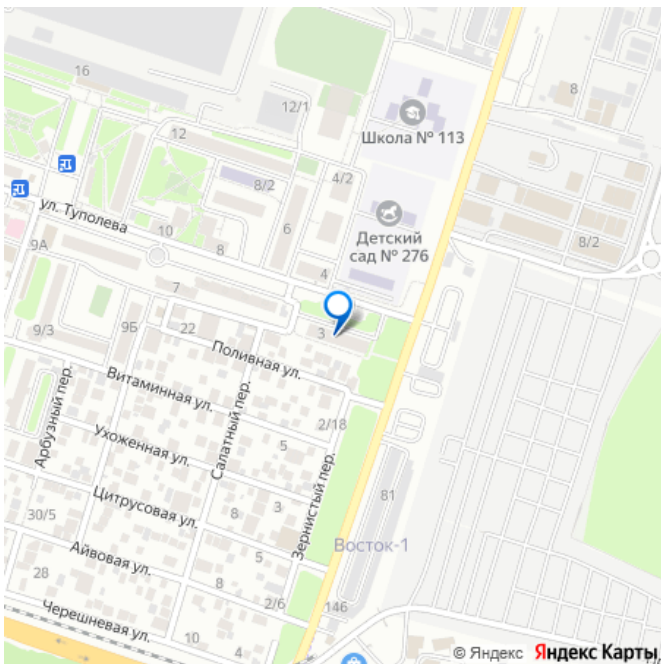 16
12/1
8
12
Школа № 113
8/2
4/2
ул. Туполева
10
8
6
Детский
сад № 276
8/2
9А
4
7
3
9/3
9Б
22
Поливная ул.
Витаминная ул.
Арбузный пер.
Салатный пер.
2/18
Ухоженная ул.
5
Зернистый пер.
81
Цитрусовая ул.
30/5
8
3
Восток-1
Айвовая ул.
5
28
2/6
146
Черешневая ул.
10
4
© Яндекс Яндекс Карты